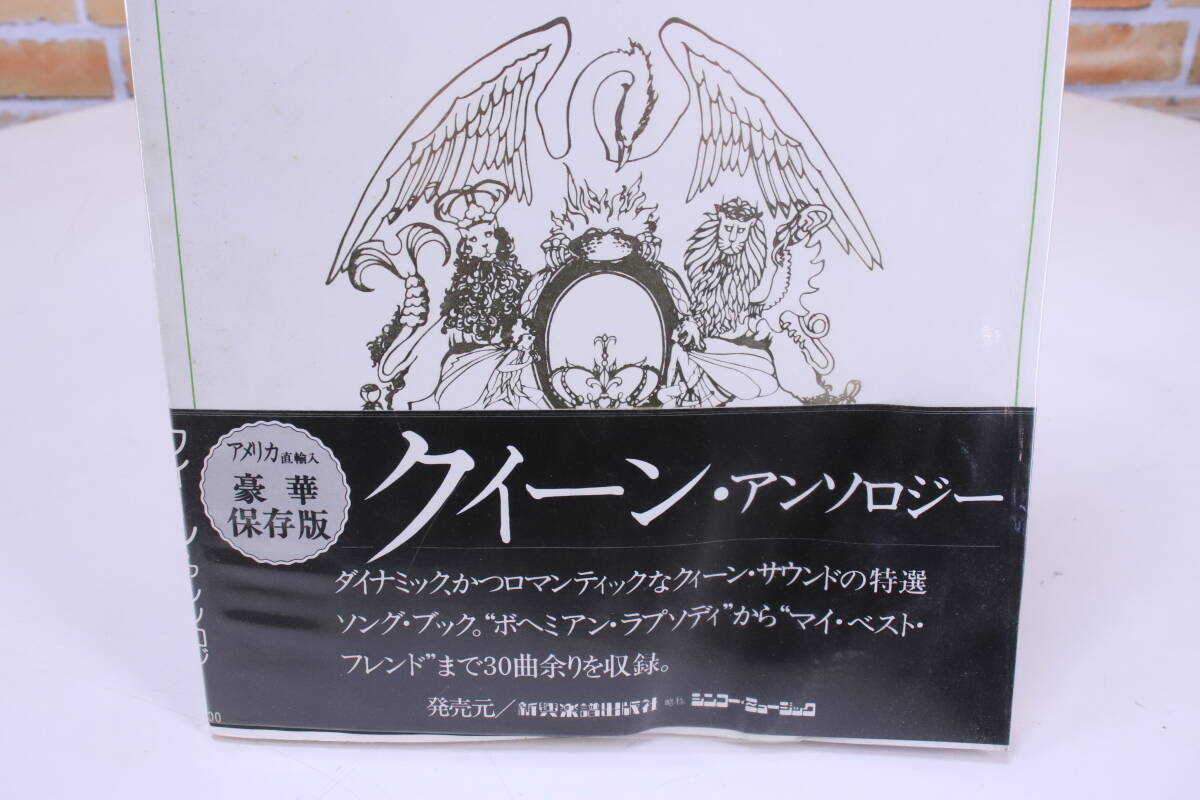 アメリカ直輸入
豪華
保存版
クイーン・アンソロジー
ダイナミック、かつロマンティックなクイーン・サウンドの特選
ソング・ブック。“ボヘミアン・ラプソディ”から“マイ・ベスト・
フレンド”まで30曲余りを収録。
発売元/新興楽譜出版社 略称 シンコー・ミュージック